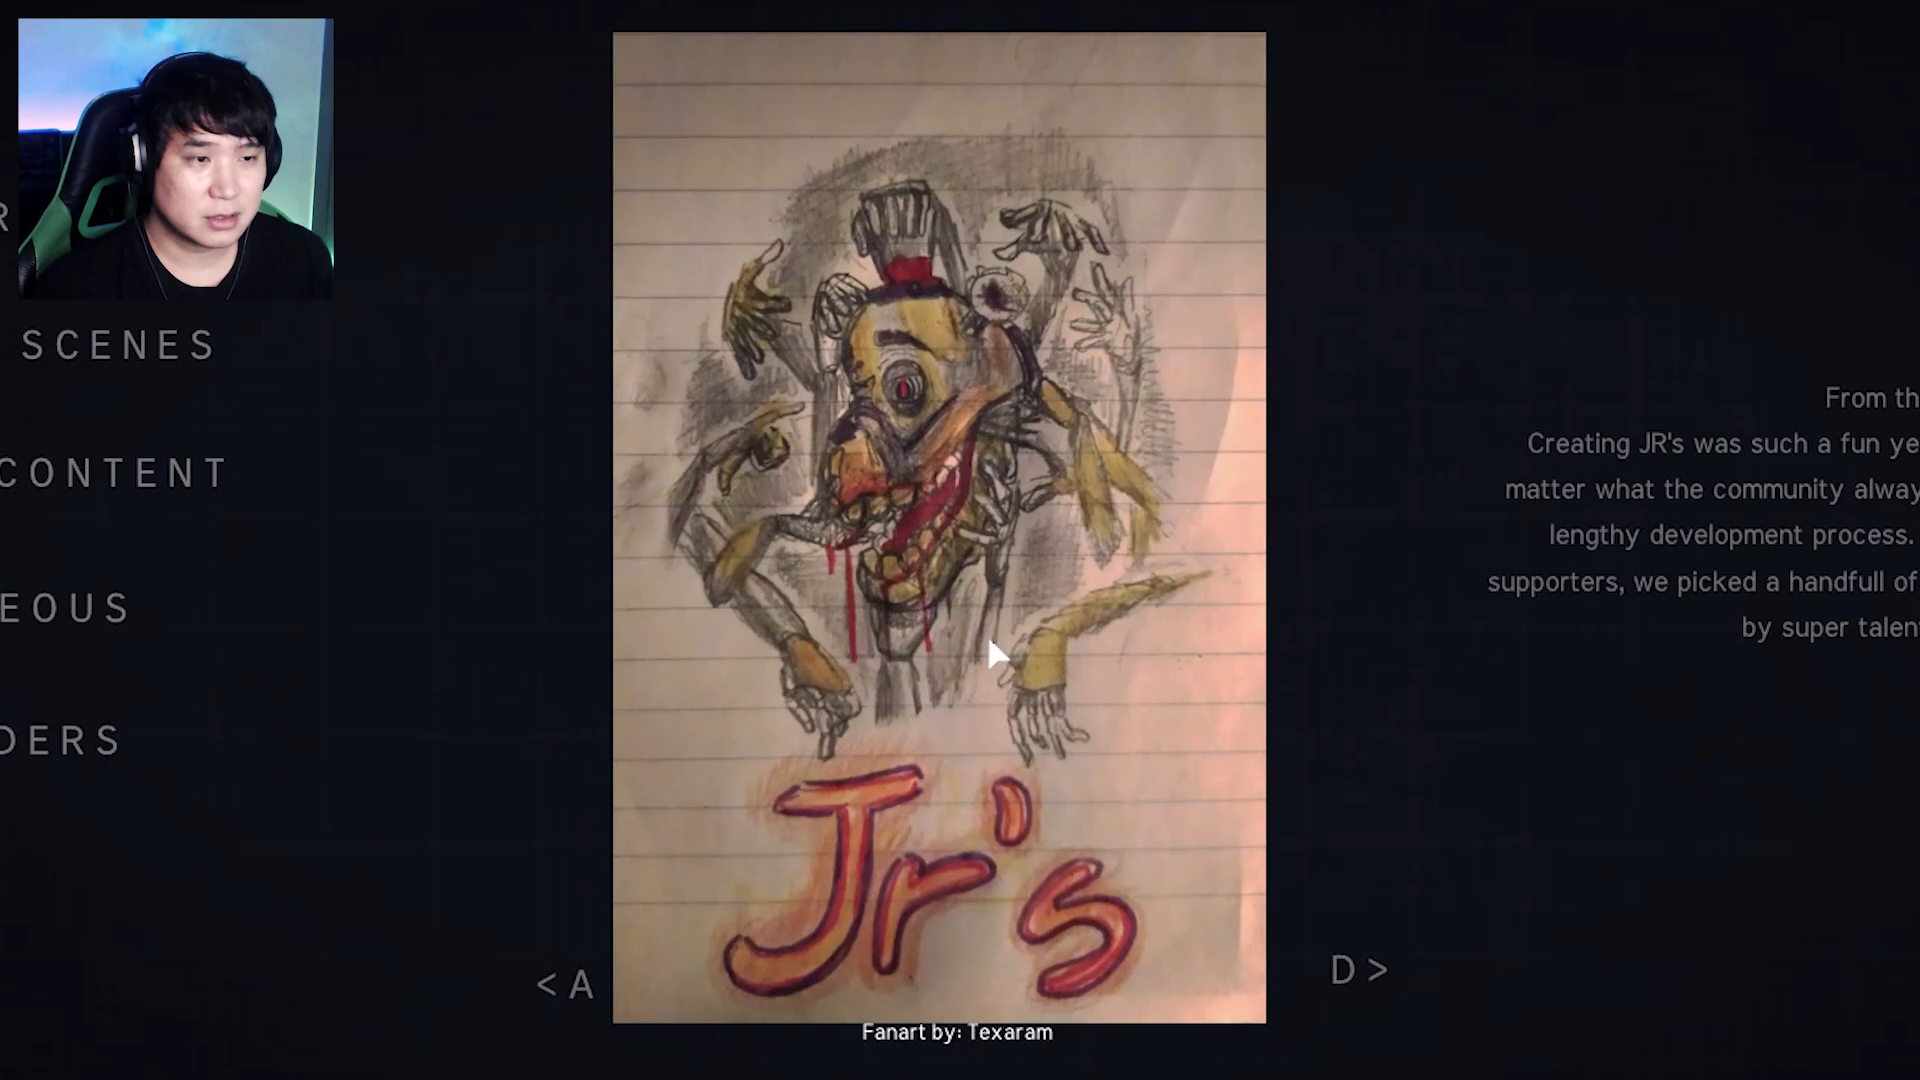 R
SCENES
CONTENT
EOUS
DERS
Jr's
< A
D >
Fanart by: Texaram
From th
Creating JR's was such a fun ye
matter what the community alway
lengthy development process.
supporters, we picked a handfull of
by super talen